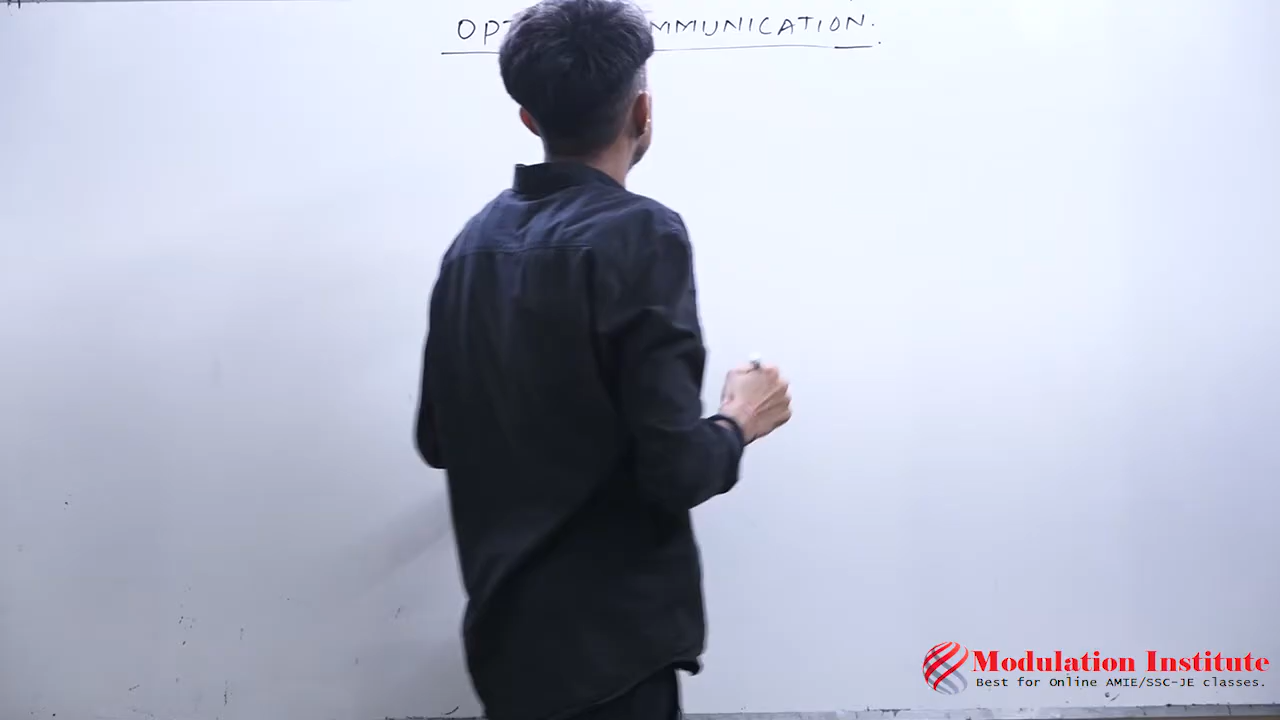 OPT MMUNICATION.
Modulation Institute
Best for Online AMIE/SSC-JE classes.